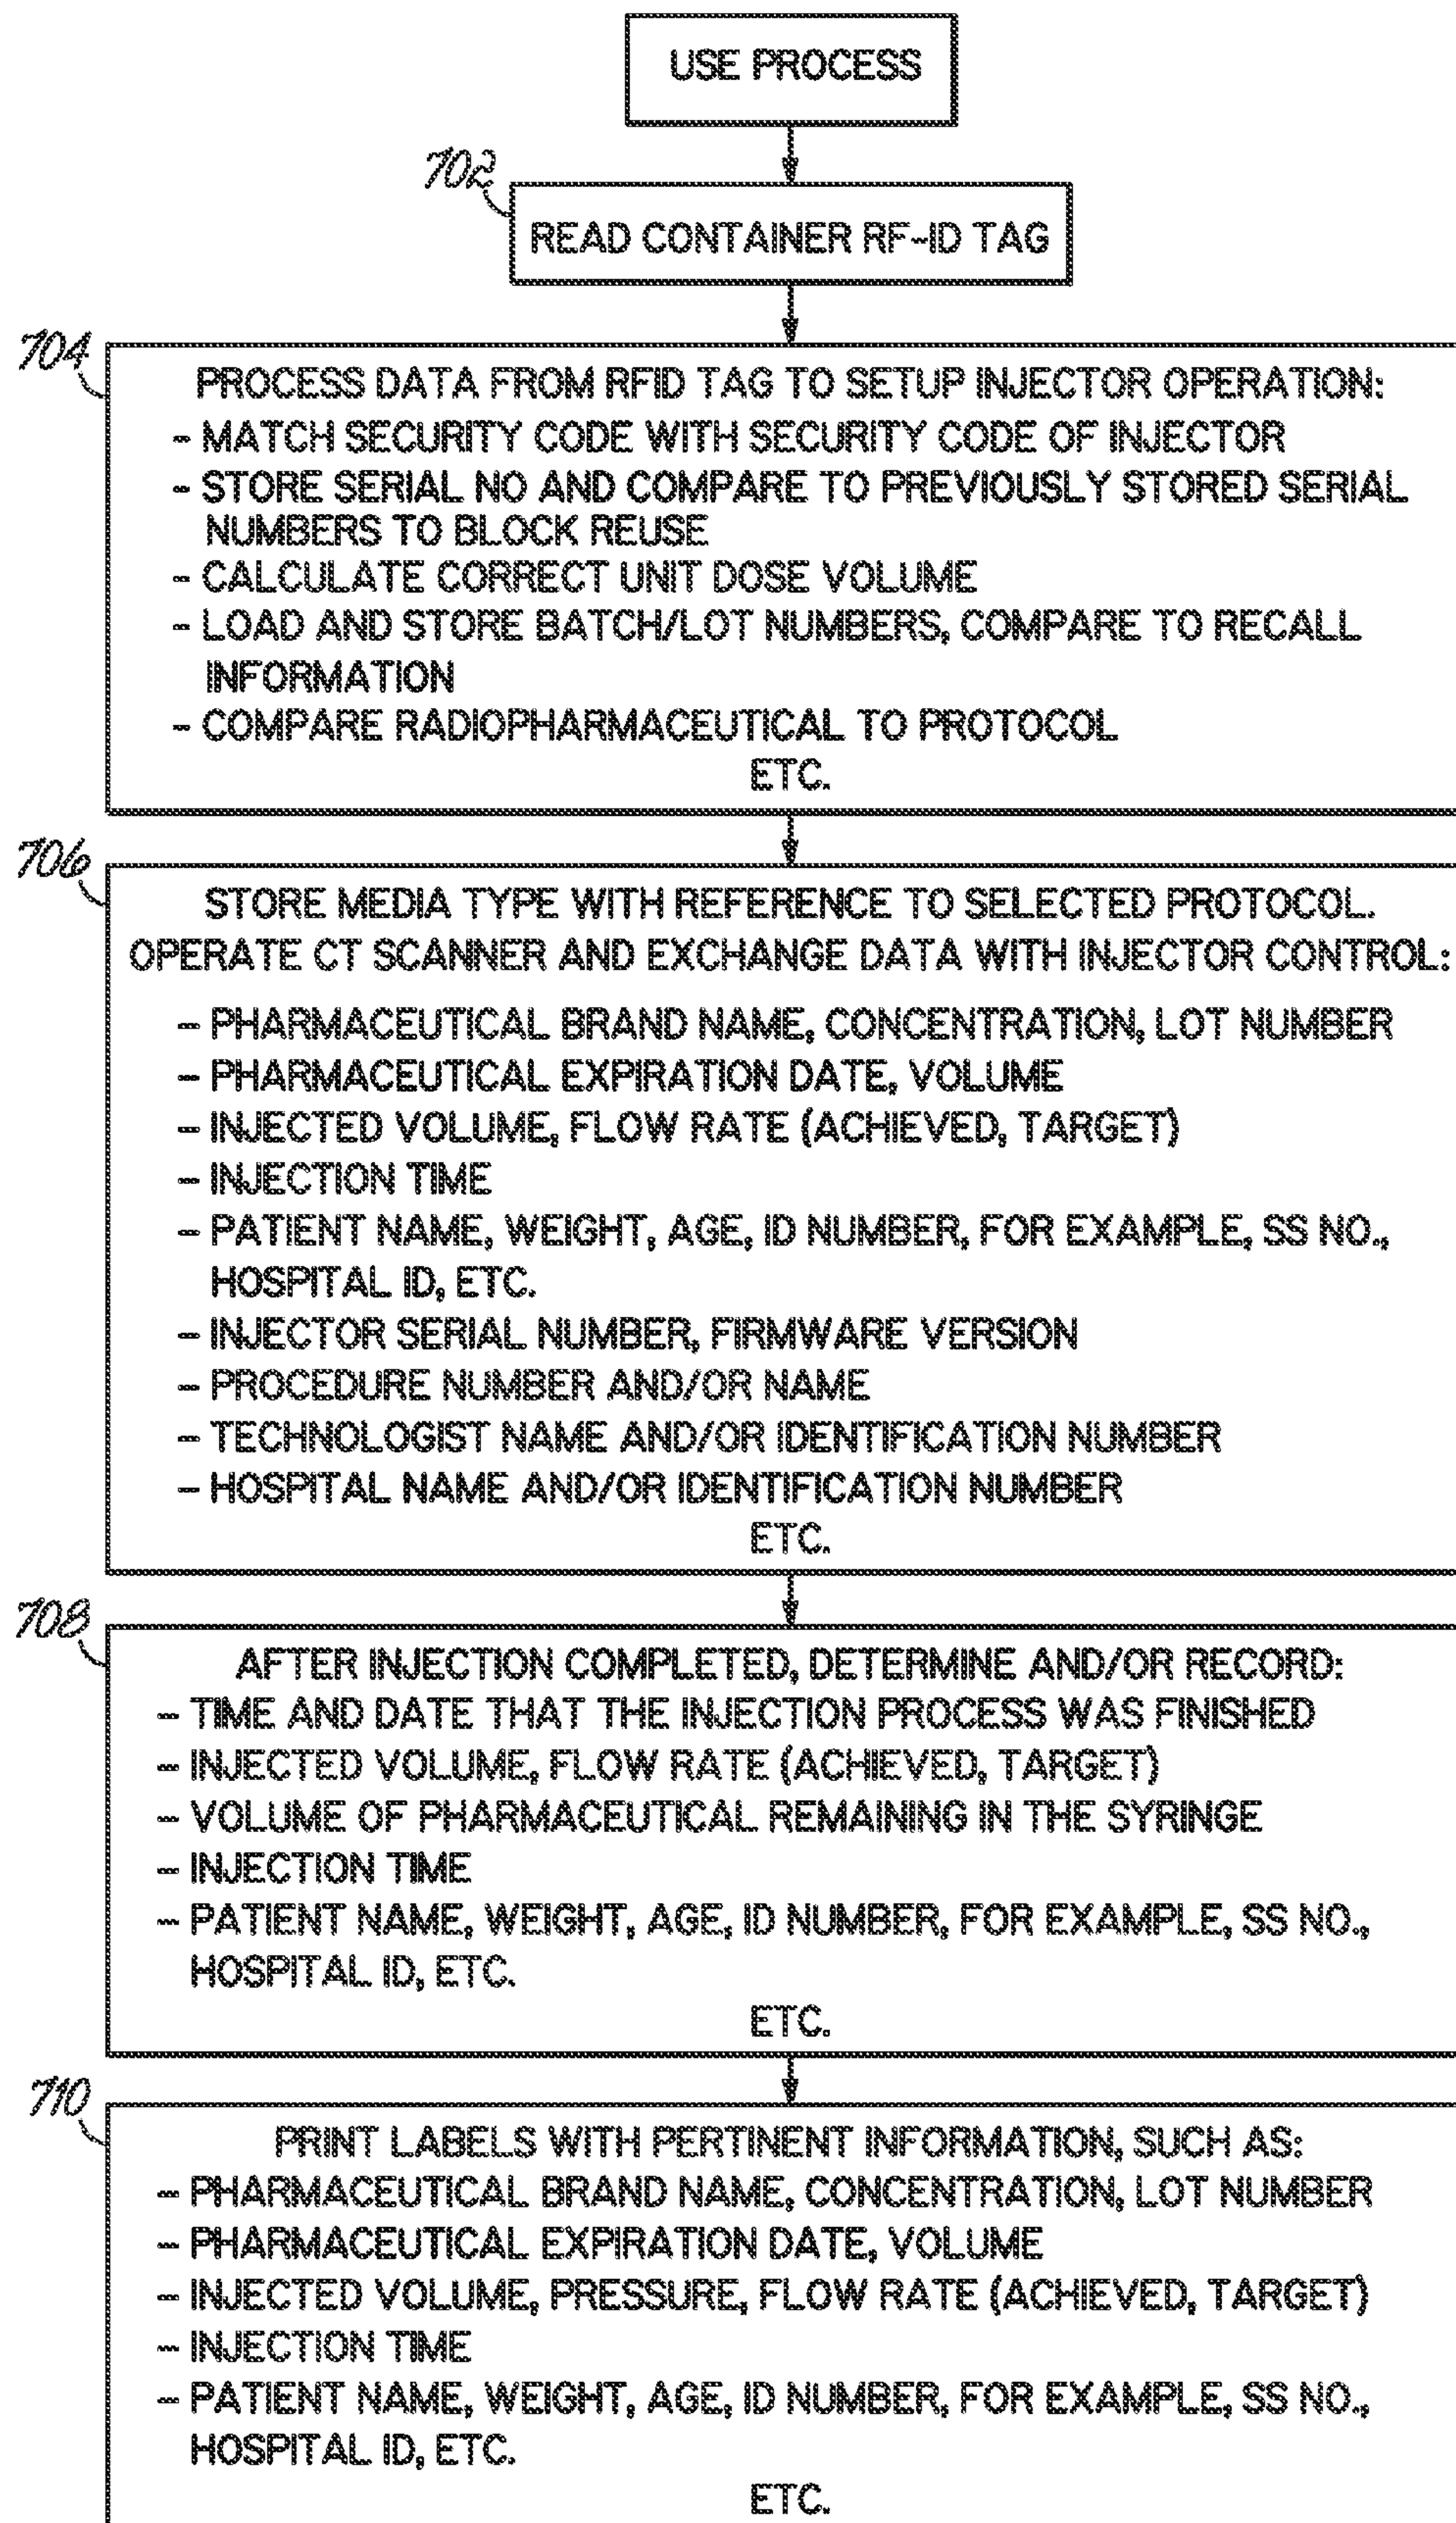 USE PROCESS
702
READ CONTAINER RF-ID TAG
704
PROCESS DATA FROM RFID TAG TO SETUP INJECTOR OPERATION:
- MATCH SECURITY CODE WITH SECURITY CODE OF INJECTOR
- STORE SERIAL NO AND COMPARE TO PREVIOUSLY STORED SERIAL
NUMBERS TO BLOCK REUSE
- CALCULATE CORRECT UNIT DOSE VOLUME
- LOAD AND STORE BATCH/LOT NUMBERS, COMPARE TO RECALL
INFORMATION
- COMPARE RADIOPHARMACEUTICAL TO PROTOCOL
ETC.
706
STORE MEDIA TYPE WITH REFERENCE TO SELECTED PROTOCOL.
OPERATE CT SCANNER AND EXCHANGE DATA WITH INJECTOR CONTROL:
- PHARMACEUTICAL BRAND NAME, CONCENTRATION, LOT NUMBER
- PHARMACEUTICAL EXPIRATION DATE, VOLUME
- INJECTED VOLUME, FLOW RATE (ACHIEVED, TARGET)
- INJECTION TIME
- PATIENT NAME, WEIGHT, AGE, ID NUMBER, FOR EXAMPLE, SS NO.,
HOSPITAL ID, ETC.
- INJECTOR SERIAL NUMBER, FIRMWARE VERSION
- PROCEDURE NUMBER AND/OR NAME
- TECHNOLOGIST NAME AND/OR IDENTIFICATION NUMBER
- HOSPITAL NAME AND/OR IDENTIFICATION NUMBER
ETC.
708
AFTER INJECTION COMPLETED, DETERMINE AND/OR RECORD:
- TIME AND DATE THAT THE INJECTION PROCESS WAS FINISHED
- INJECTED VOLUME, FLOW RATE (ACHIEVED, TARGET)
- VOLUME OF PHARMACEUTICAL REMAINING IN THE SYRINGE
- INJECTION TIME
- PATIENT NAME, WEIGHT, AGE, ID NUMBER, FOR EXAMPLE, SS NO.,
HOSPITAL ID, ETC.
ETC.
710
PRINT LABELS WITH PERTINENT INFORMATION, SUCH AS:
- PHARMACEUTICAL BRAND NAME, CONCENTRATION, LOT NUMBER
- PHARMACEUTICAL EXPIRATION DATE, VOLUME
- INJECTED VOLUME, PRESSURE, FLOW RATE (ACHIEVED, TARGET)
- INJECTION TIME
- PATIENT NAME, WEIGHT, AGE, ID NUMBER, FOR EXAMPLE, SS NO.,
HOSPITAL ID, ETC.
ETC.